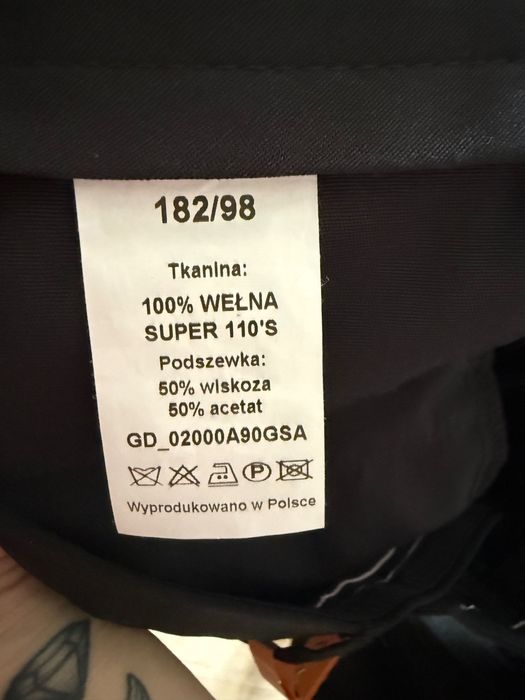 182/98
Tkanina:
100% WEŁNA
SUPER 110'S
Podszewka:
50% wiskoza
50% acetat
GD_02000A90GSA
P
Wyprodukowano w Polsce